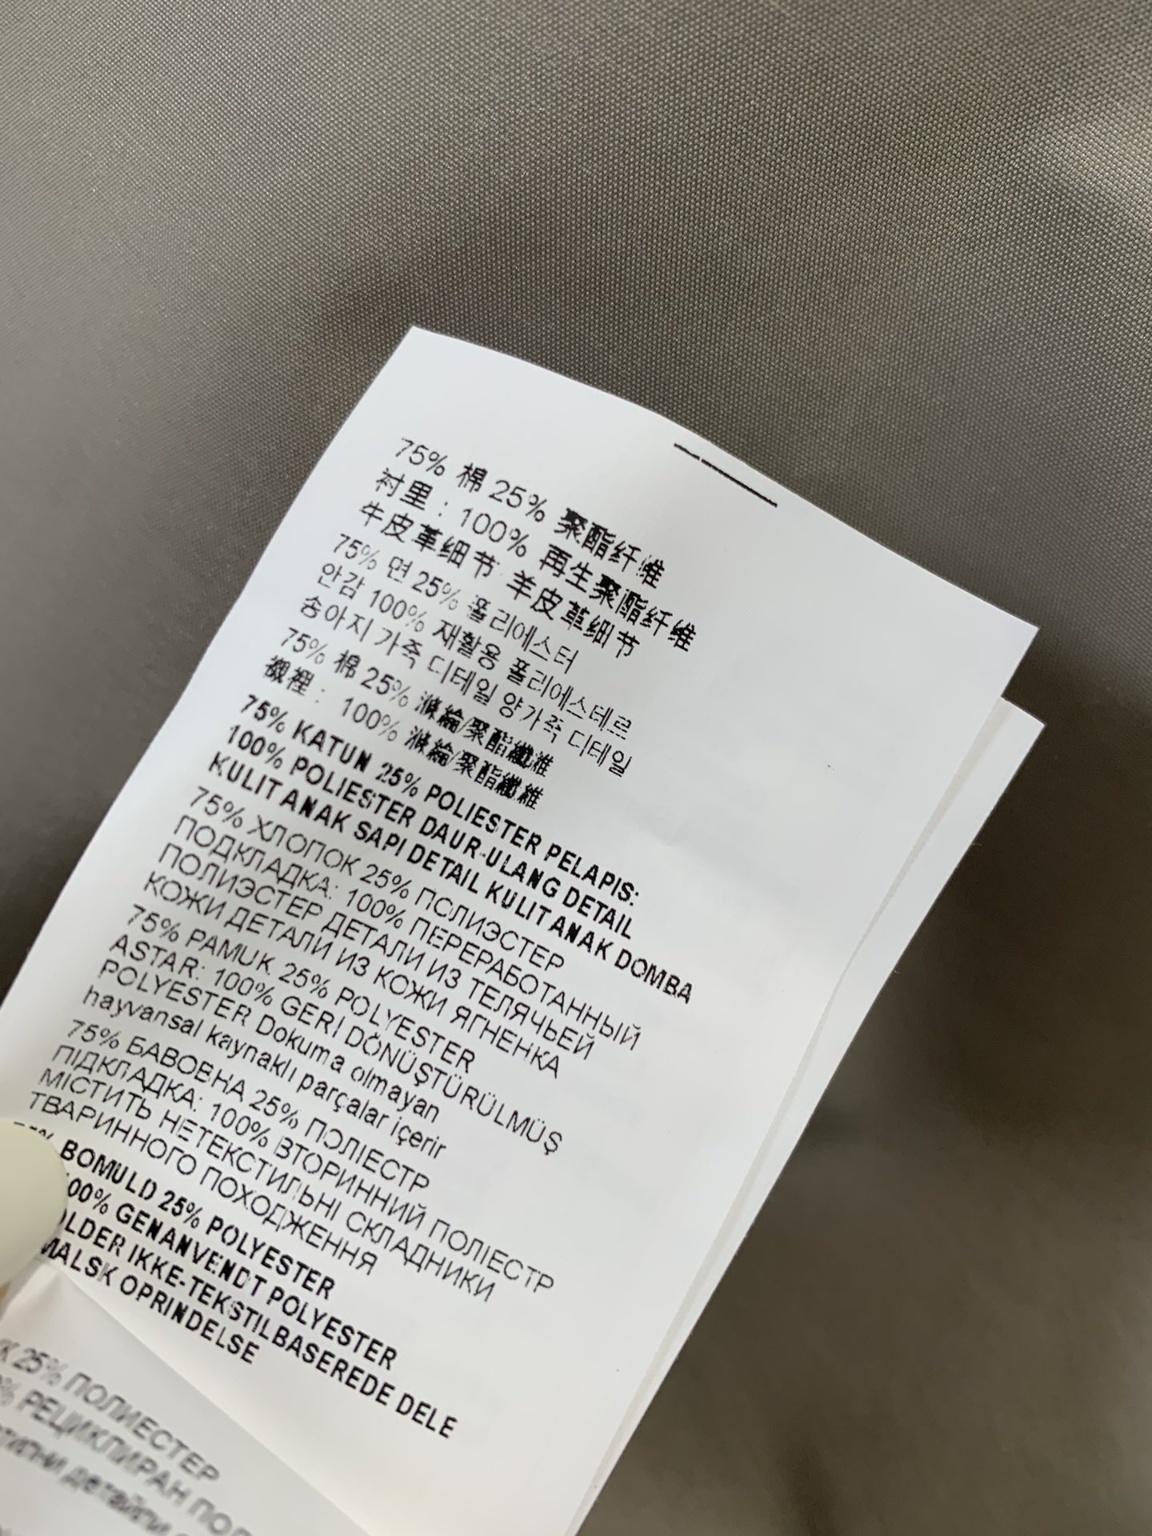 75% 棉 25% 聚酯纤维
衬里：100% 再生聚酯纤维
牛皮革细节 羊皮革细节
75% 면 25% 폴리에스터
안감 100% 재활용 폴리에스테르
송아지 가죽 디테일 양가죽 디테일
75% 棉 25% 滌綸/聚酯纖維
襯裡：100% 滌綸/聚酯纖維
75% KATUN 25% POLIESTER PELAPIS:
100% POLIESTER DAUR-ULANG DETAIL
KULIT ANAK SAPI DETAIL KULIT ANAK DOMBA
75% ХЛОПОК 25% ПОЛИЭСТЕР
ПОДКЛАДКА: 100% ПЕРЕРАБОТАННЫЙ
ПОЛИЭСТЕР ДЕТАЛИ ИЗ ТЕЛЯЧЬЕЙ
КОЖИ ДЕТАЛИ ИЗ КОЖИ ЯГНЕНКА
75% PAMUK 25% POLYESTER
ASTAR: 100% GERİ DÖNÜŞTÜRÜLMÜŞ
POLYESTER Dokuma olmayan
hayvansal kaynaklı parçalar içerir
75% БАВОВНА 25% ПОЛІЕСТР
ПІДКЛАДКА: 100% ВТОРИННИЙ ПОЛІЕСТР
МІСТИТЬ НЕТЕКСТИЛЬНІ СКЛАДНИКИ
ТВАРИННОГО ПОХОДЖЕННЯ
BOMULD 25% POLYESTER
100% GENANVENDT POLYESTER
IKKE-TEKSTILBASEREDE DELE
OPRINDELSE
25% ПОЛИЕСТЕР
РЕЦИКЛИРАН
детайли